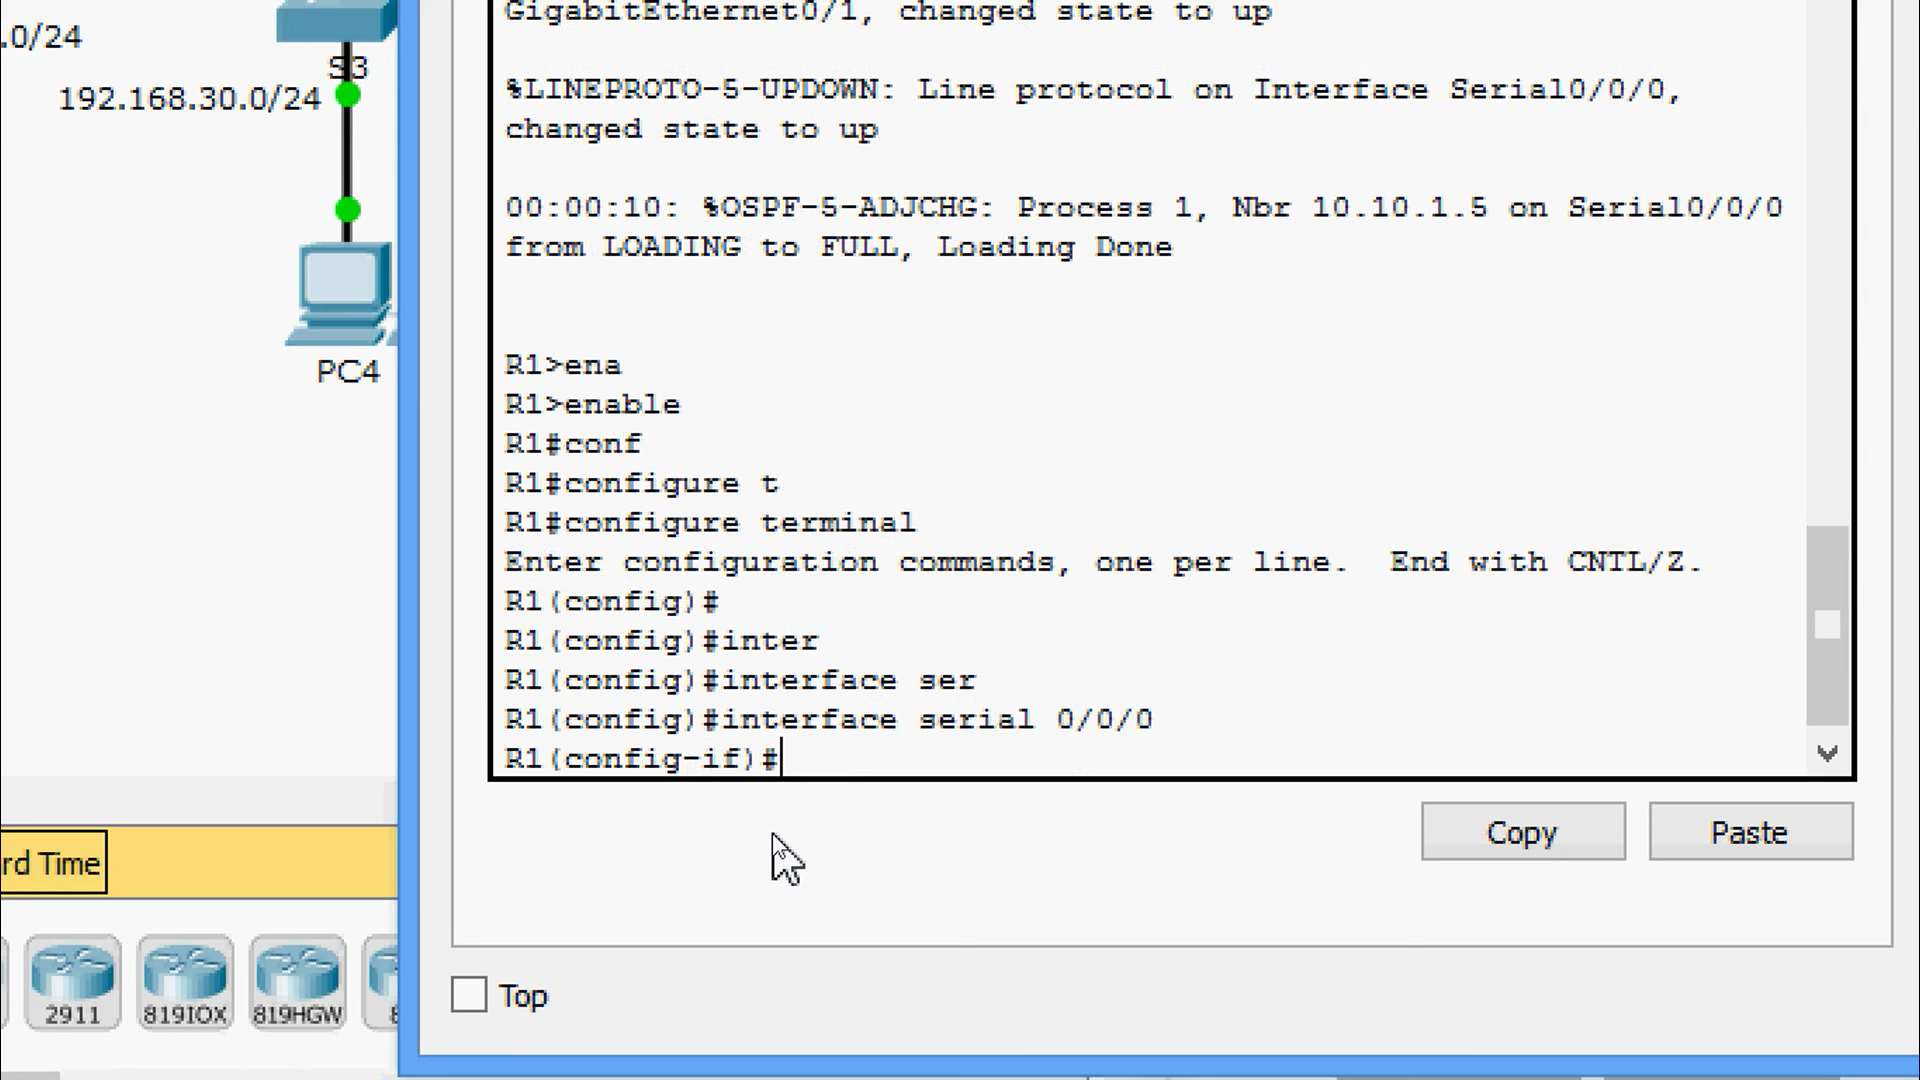 .0/24
S3
192.168.30.0/24
PC4
GigabitEthernet0/1, changed state to up
%LINEPROTO-5-UPDOWN: Line protocol on Interface Serial0/0/0,
changed state to up
00:00:10: %OSPF-5-ADJCHG: Process 1, Nbr 10.10.1.5 on Serial0/0/0
from LOADING to FULL, Loading Done
R1>ena
R1>enable
R1#conf
R1#configure t
R1#configure terminal
Enter configuration commands, one per line.  End with CNTL/Z.
R1(config)#
R1(config)#inter
R1(config)#interface ser
R1(config)#interface serial 0/0/0
R1(config-if)#
Copy
Paste
Top
rd Time
2911
819IOX
819HGW